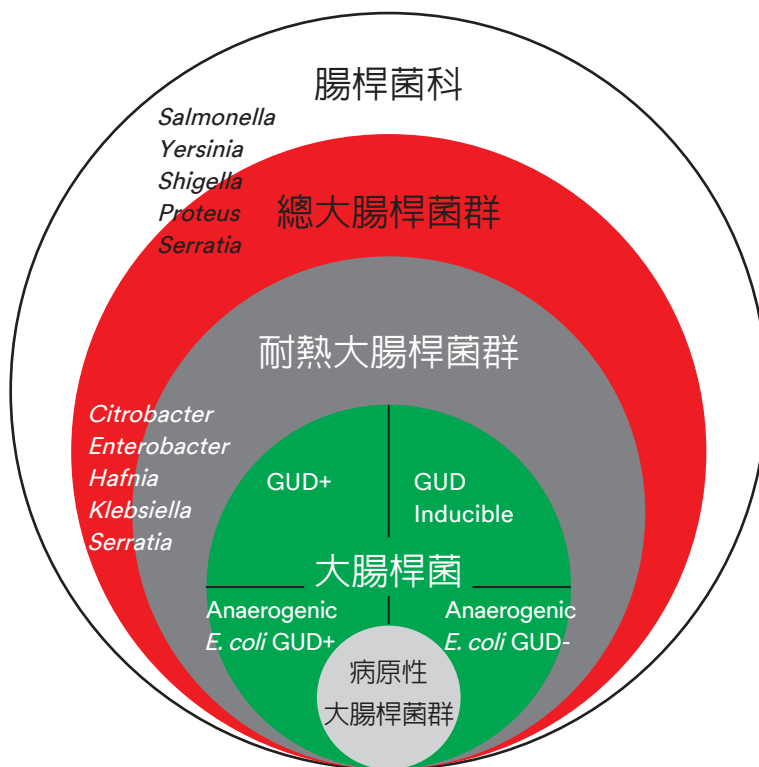 腸桿菌科
Salmonella
Yersinia
Shigella
Proteus
Serratia
總大腸桿菌群
耐熱大腸桿菌群
Citrobacter
Enterobacter
Hafnia
Klebsiella
Serratia
GUD+
GUD
Inducible
大腸桿菌
Anaerogenic
E. coli GUD+
Anaerogenic
E. coli GUD-
病原性
大腸桿菌群